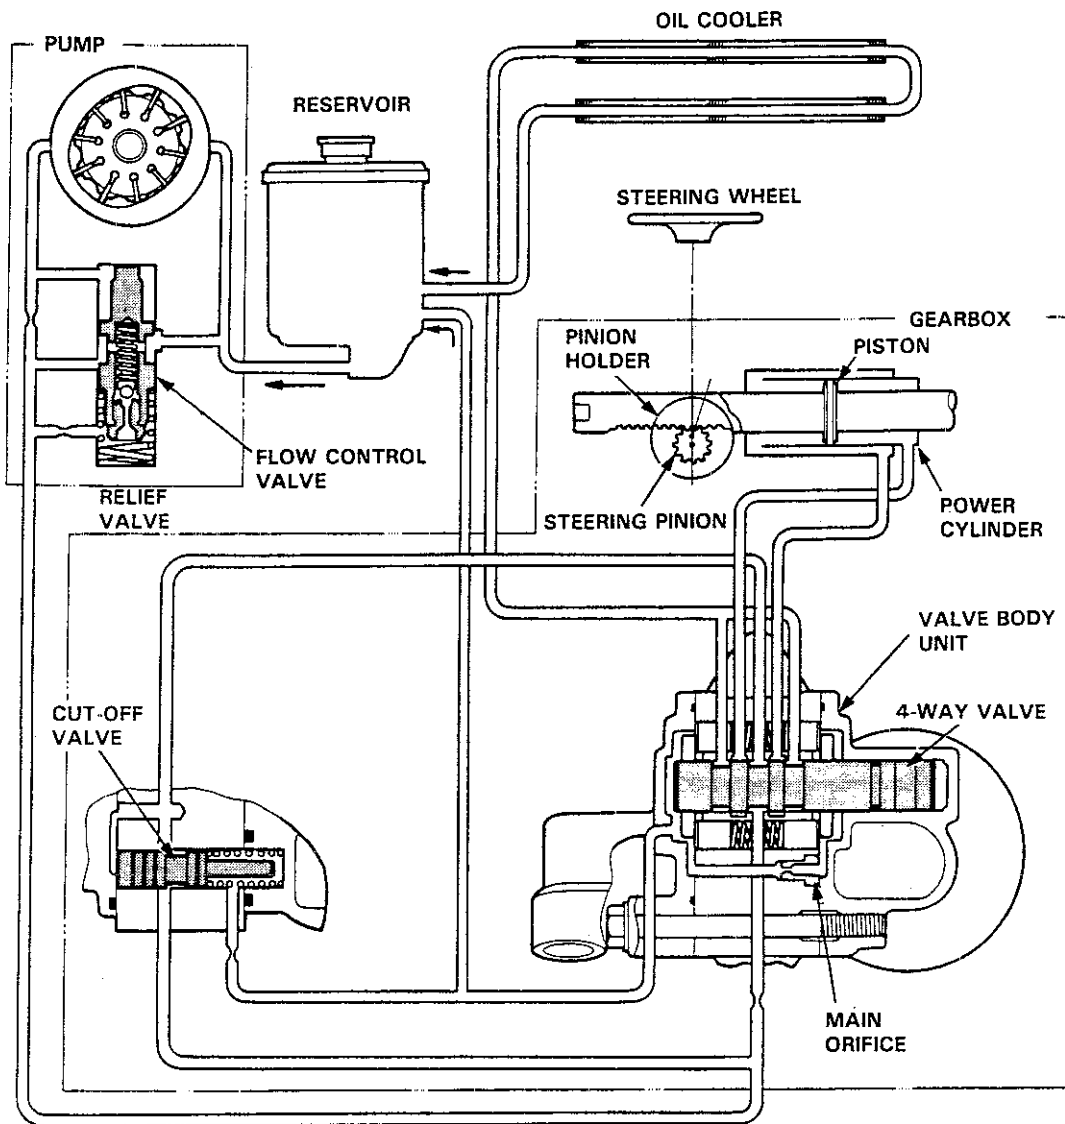 OIL COOLER
PUMP
RESERVOIR
STEERING WHEEL
GEARBOX
PINION
HOLDER
PISTON
FLOW CONTROL
VALVE
RELIEF
VALVE
STEERING PINION
POWER
CYLINDER
VALVE BODY
UNIT
CUT-OFF
VALVE
4-WAY VALVE
MAIN
ORIFICE